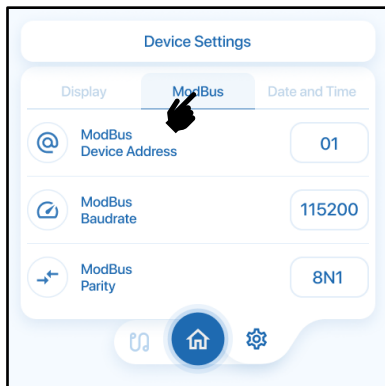 Device Settings
Display ModBus Date and Time
ModBus
Device Address
01
ModBus
Baudrate
115200
ModBus
Parity
8N1